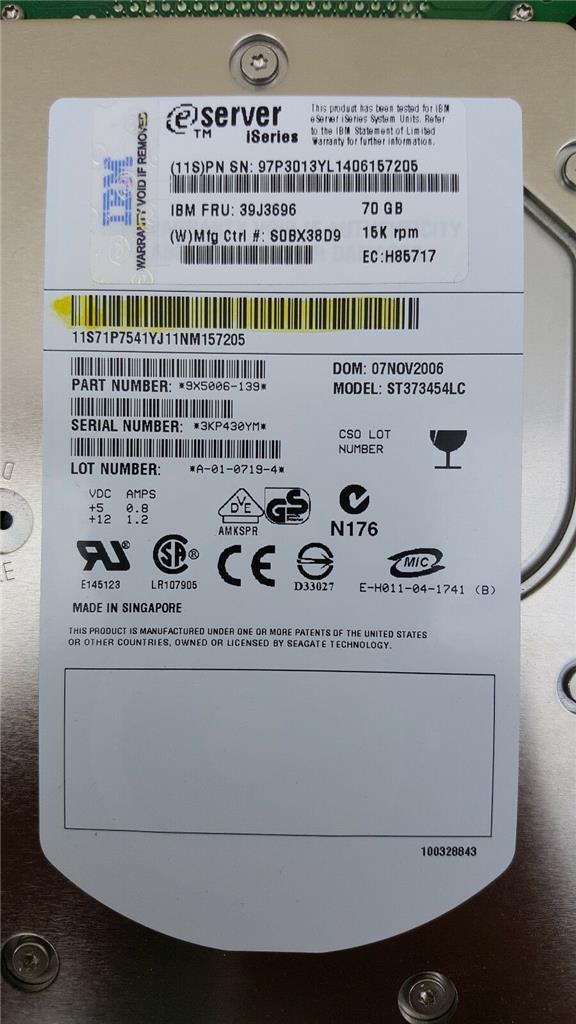 WARRANTY VOID IF REMOVED
IBM
e server
TM iSeries
This product has been tested for IBM
eServer iSeries System Units. Refer
to the IBM Statement of Limited
Warranty for further information.
(11S)PN SN: 97P3013YL1406157205
IBM FRU: 39J3696 70 GB
(W)Mfg Ctrl #: S0BX38D9 15K rpm
EC:H85717
11S71P7541YJ11NM157205
PART NUMBER: *9X5006-139*
DOM: 07NOV2006
MODEL: ST373454LC
SERIAL NUMBER: *3KP430YM*
CSO LOT
NUMBER
LOT NUMBER: *A-01-0719-4*
VDC AMPS
+5 0.8
+12 1.2
DVE
AMKSPR
GS
N176
E145123
LR107905
CE
D33027
MIC
E-H011-04-1741 (B)
MADE IN SINGAPORE
THIS PRODUCT IS MANUFACTURED UNDER ONE OR MORE PATENTS OF THE UNITED STATES
OR OTHER COUNTRIES, OWNED OR LICENSED BY SEAGATE TECHNOLOGY.
100328843